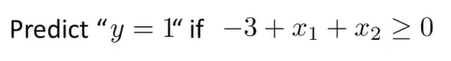 Predict “y = 1“ if −3 + x₁ + x₂ ≥ 0